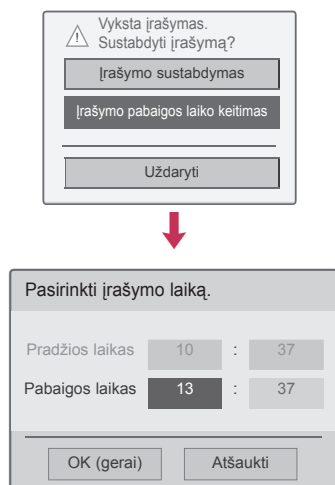 Vyksta įrašymas.
Sustabdyti įrašymą?
Įrašymo sustabdymas
Įrašymo pabaigos laiko keitimas
Uždaryti
Pasirinkti įrašymo laiką.
Pradžios laikas 10 : 37
Pabaigos laikas 13 : 37
OK (gerai) Atšaukti